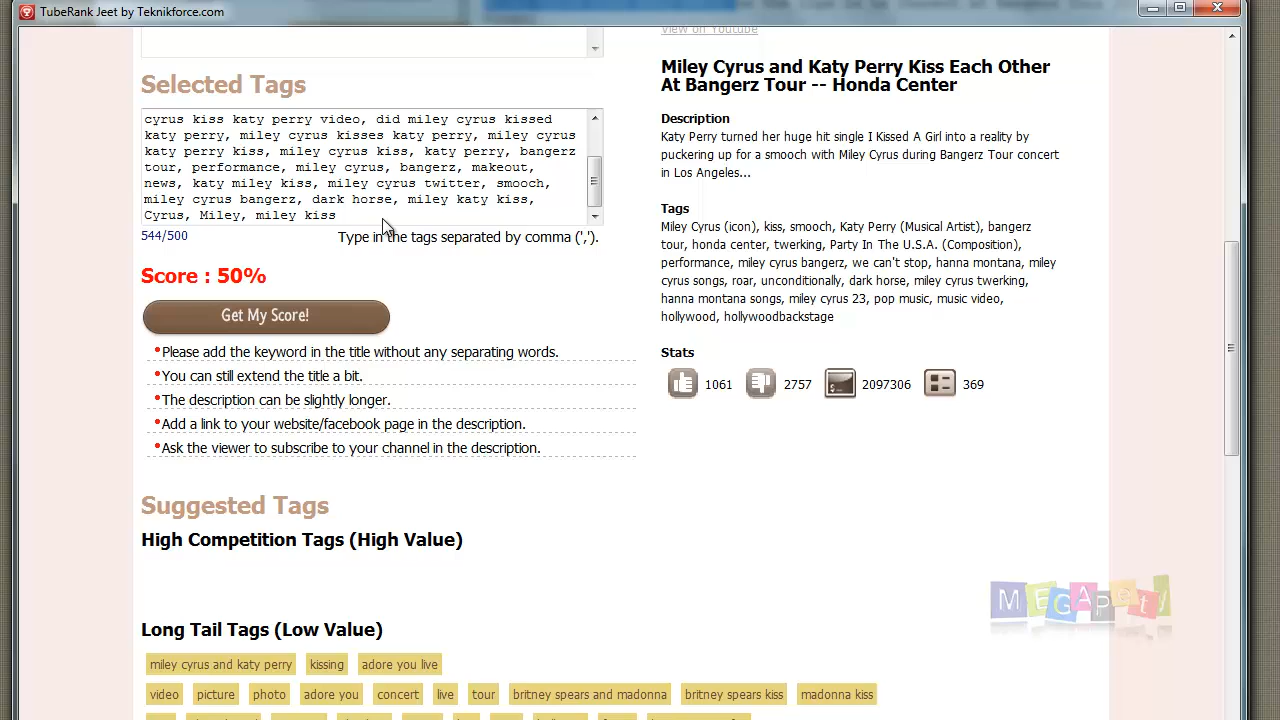 TubeRank Jeet by Teknikforce.com
View on Youtube
Selected Tags
cyrus kiss katy perry video, did miley cyrus kissed
katy perry, miley cyrus kisses katy perry, miley cyrus
katy perry kiss, miley cyrus kiss, katy perry, bangerz
tour, performance, miley cyrus, bangerz, makeout,
news, katy miley kiss, miley cyrus twitter, smooch,
miley cyrus bangerz, dark horse, miley katy kiss,
Cyrus, Miley, miley kiss
544/500
Type in the tags separated by comma (',').
Score : 50%
Get My Score!
Please add the keyword in the title without any separating words.
You can still extend the title a bit.
The description can be slightly longer.
Add a link to your website/facebook page in the description.
Ask the viewer to subscribe to your channel in the description.
Miley Cyrus and Katy Perry Kiss Each Other
At Bangerz Tour -- Honda Center
Description
Katy Perry turned her huge hit single I Kissed A Girl into a reality by
puckering up for a smooch with Miley Cyrus during Bangerz Tour concert
in Los Angeles...
Tags
Miley Cyrus (icon), kiss, smooch, Katy Perry (Musical Artist), bangerz
tour, honda center, twerking, Party In The U.S.A. (Composition),
performance, miley cyrus bangerz, we can't stop, hanna montana, miley
cyrus songs, roar, unconditionally, dark horse, miley cyrus twerking,
hanna montana songs, miley cyrus 23, pop music, music video,
hollywood, hollywoodbackstage
Stats
1061 2757 2097306 369
Suggested Tags
High Competition Tags (High Value)
Long Tail Tags (Low Value)
miley cyrus and katy perry kissing adore you live
video picture photo adore you concert live tour britney spears and madonna britney spears kiss madonna kiss
MEGApety